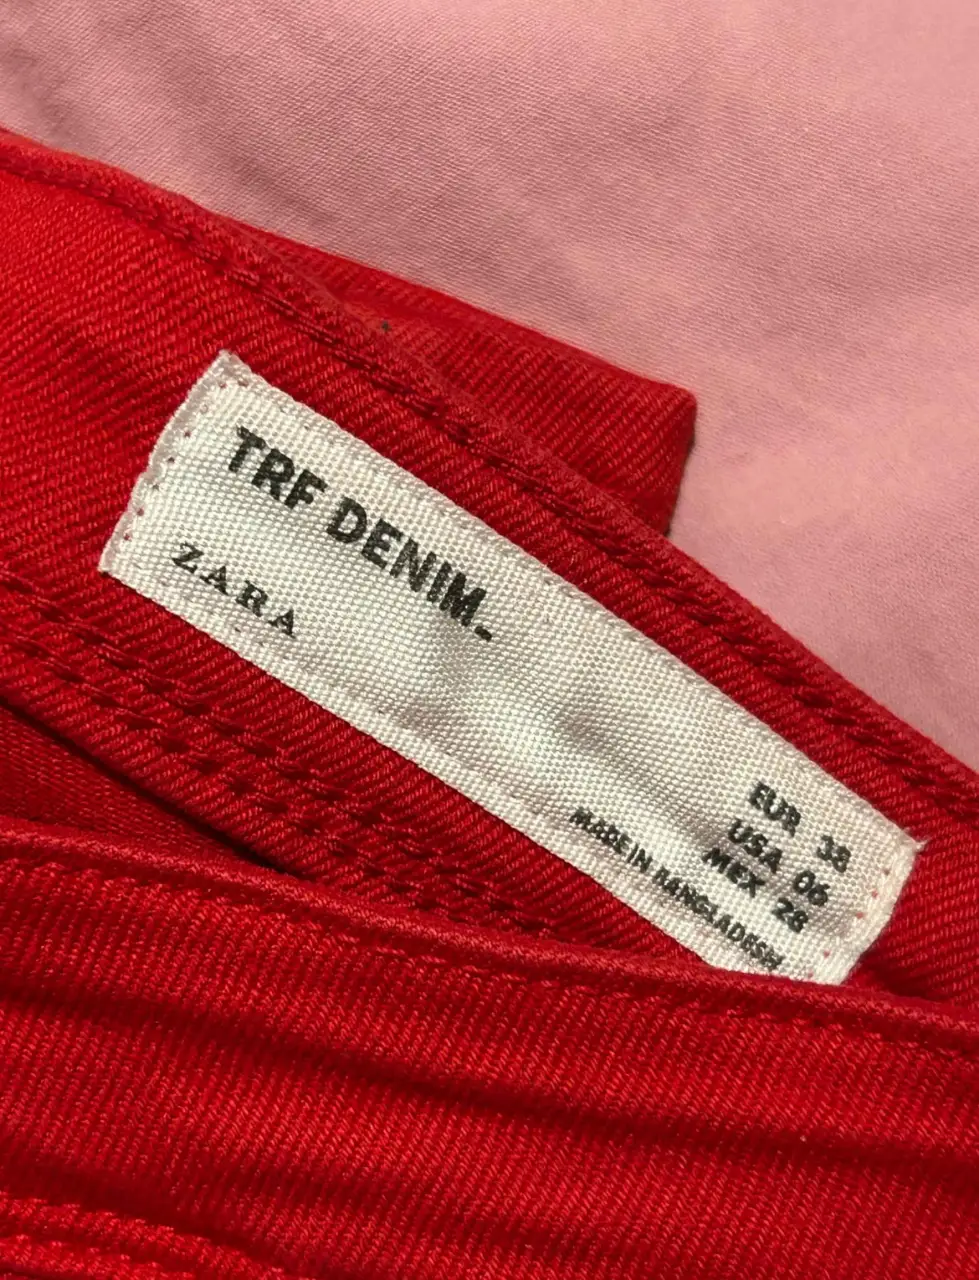 TRF DENIM.
ZARA
EUR 38
USA 06
MEX 28
MADE IN BANGLADESH